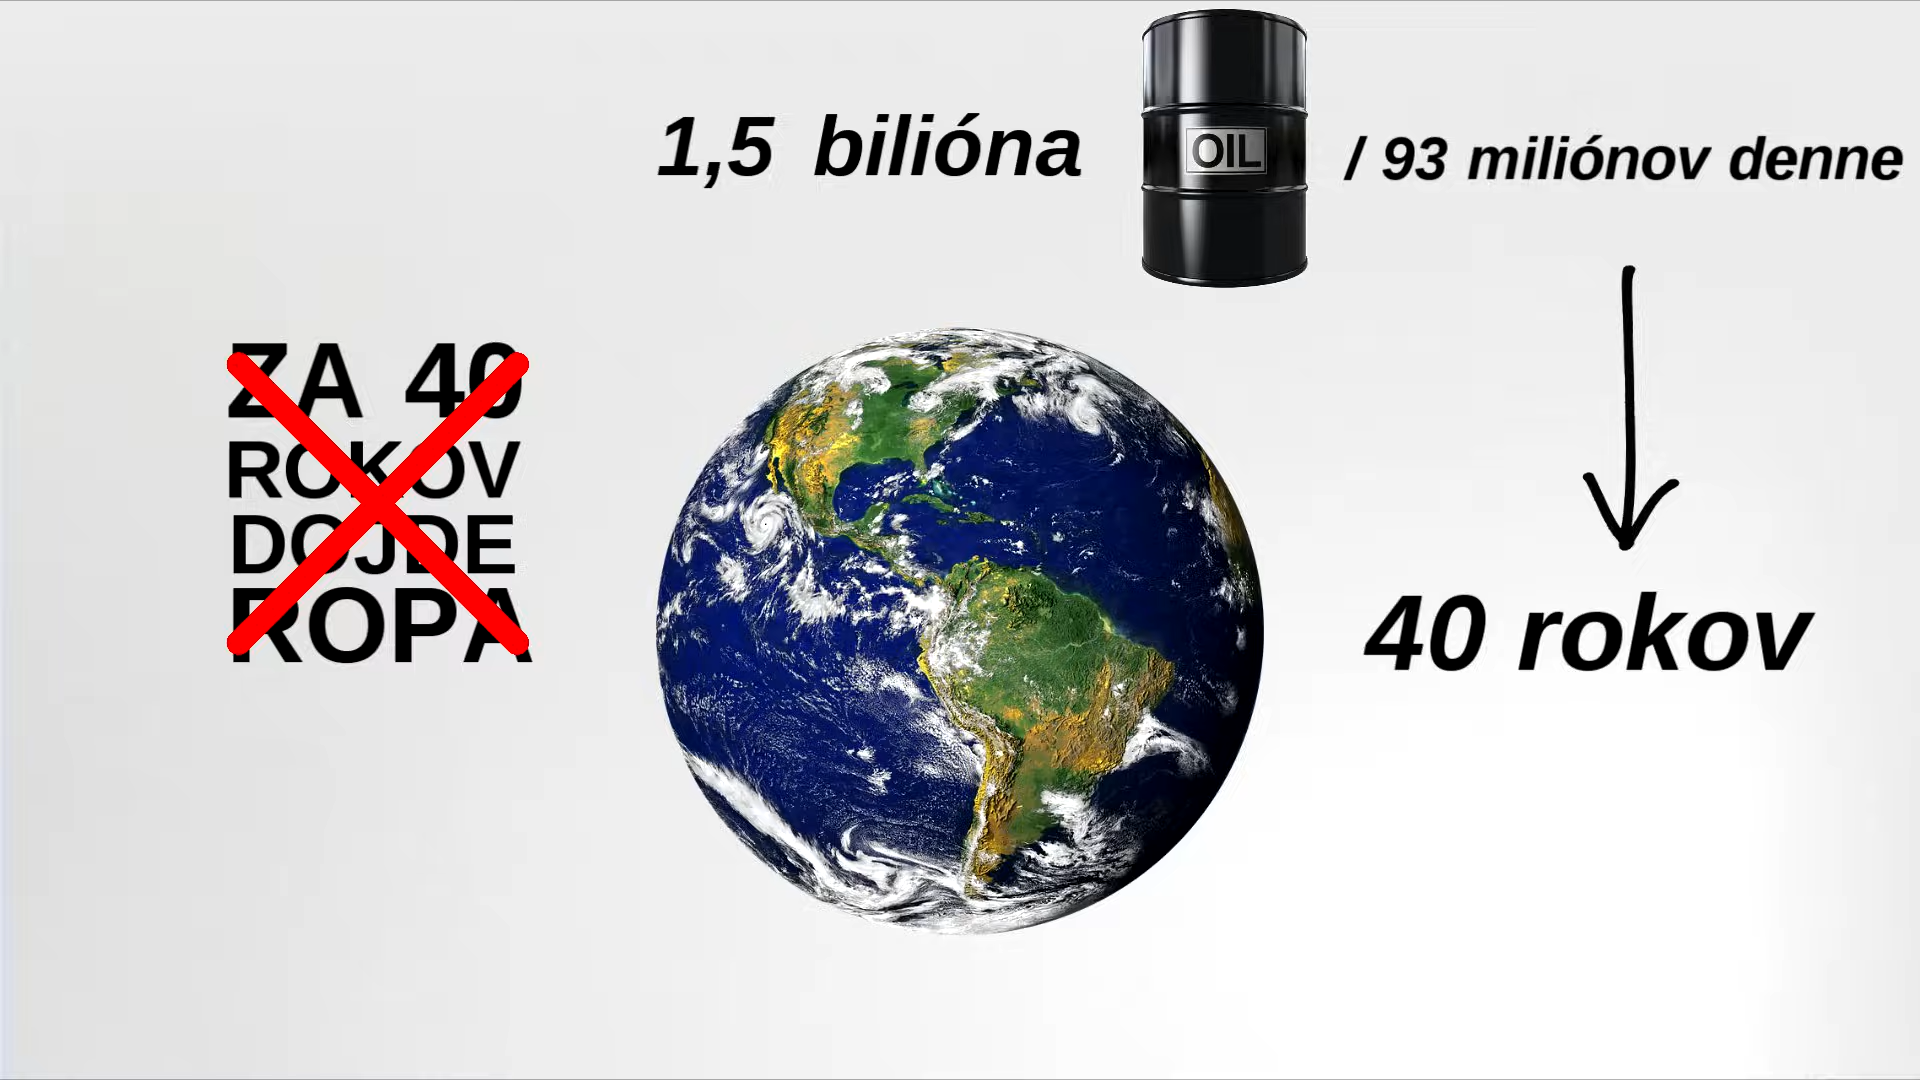 1,5 bilióna
OIL
/ 93 miliónov denne
ZA 40
ROKOV
DOJDE
ROPA
40 rokov